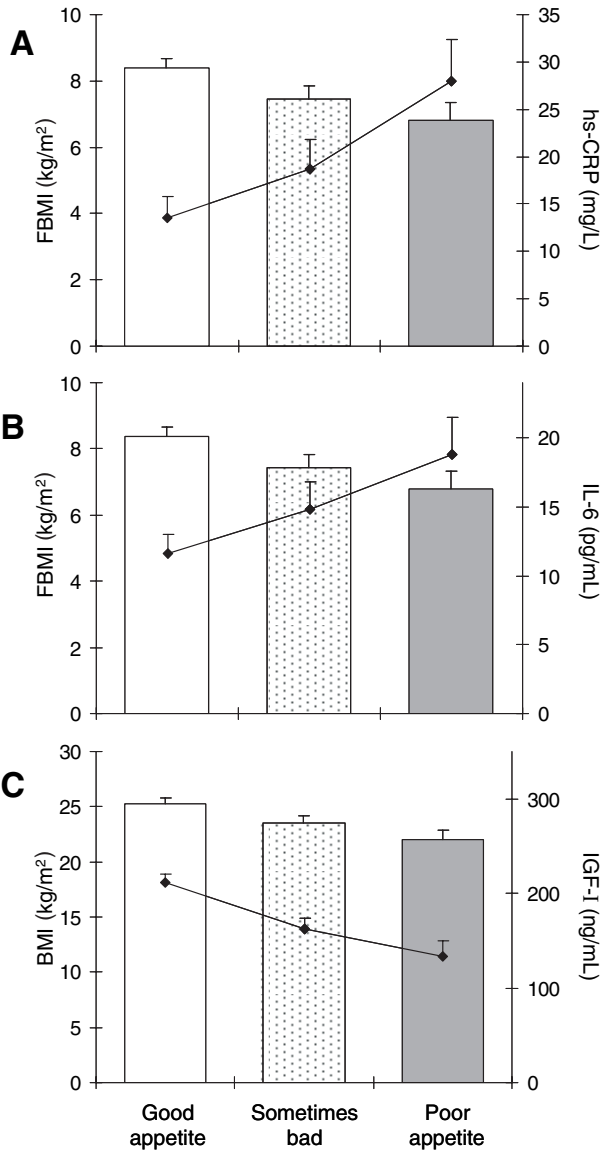 A
FBMI (kg/m²)
10
8
6
4
2
0
35
30
25
20
15
10
5
0
hs-CRP (mg/L)
B
FBMI (kg/m²)
10
8
6
4
2
0
20
15
10
5
0
IL-6 (pg/mL)
C
BMI (kg/m²)
30
25
20
15
10
5
0
300
200
100
0
IGF-I (ng/mL)
Good
appetite
Sometimes
bad
Poor
appetite